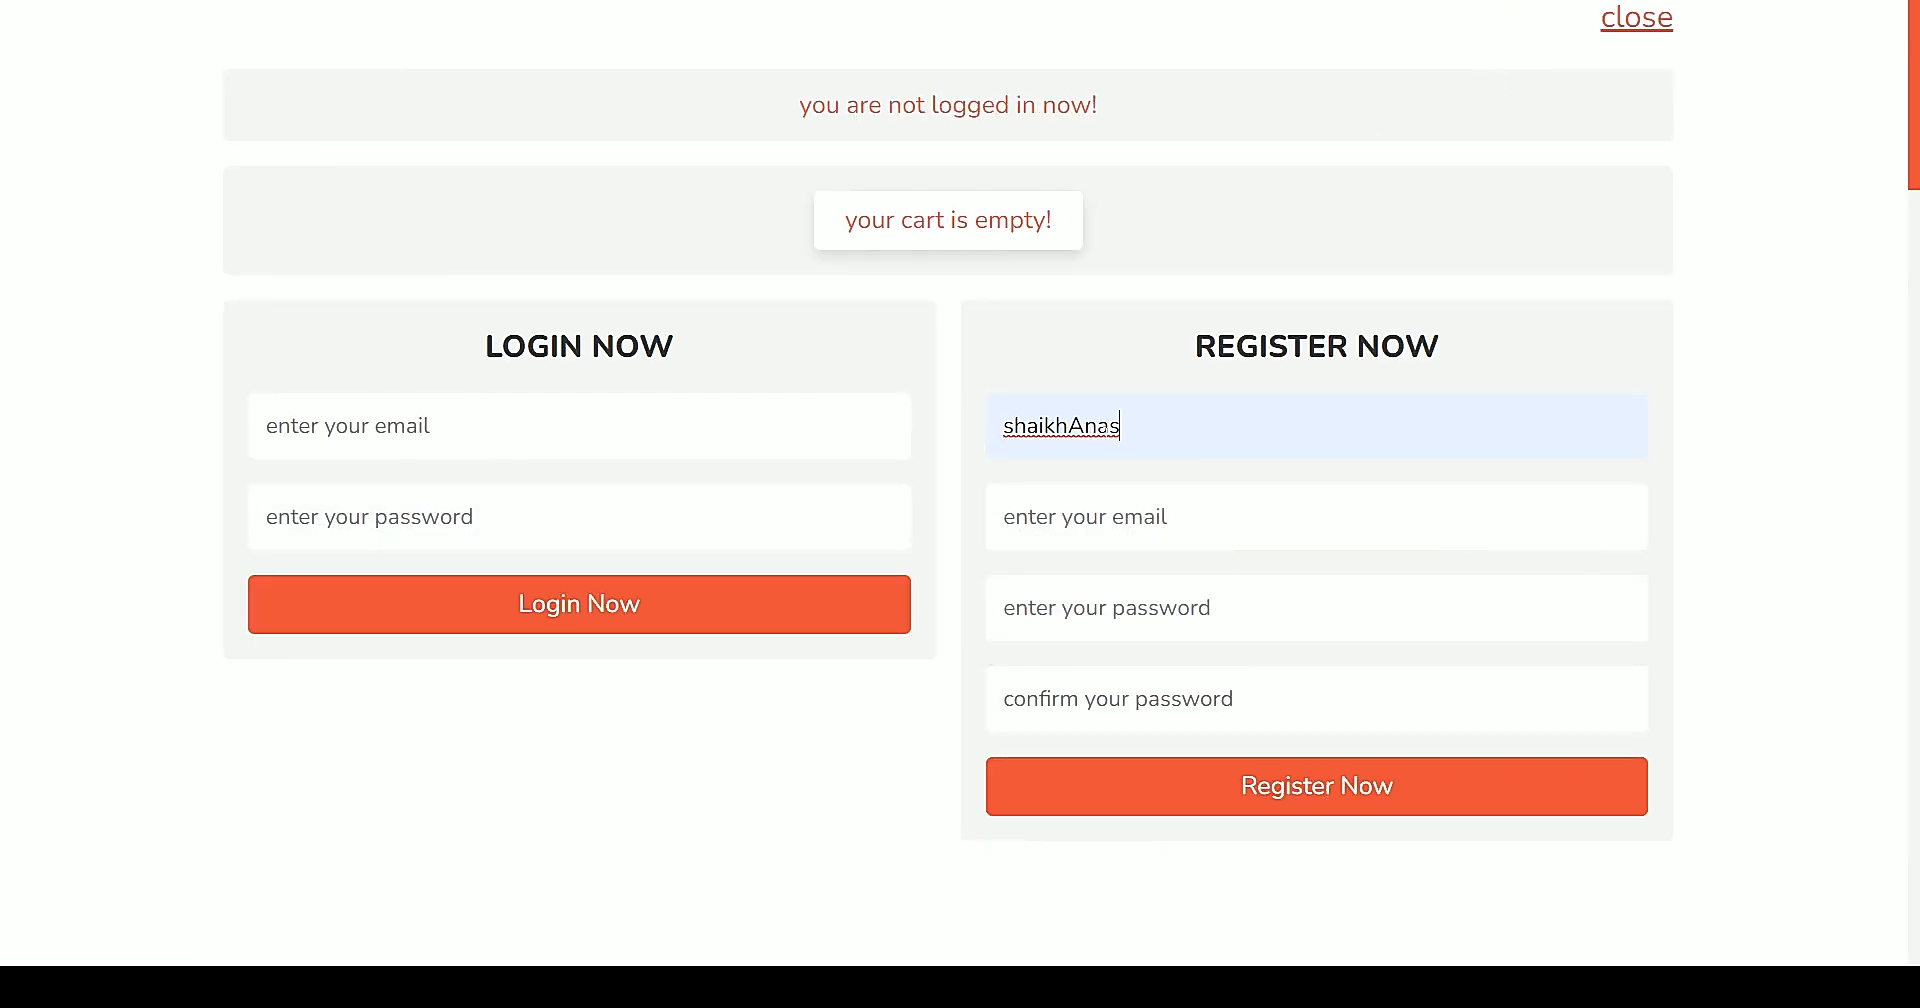 close
you are not logged in now!
your cart is empty!
LOGIN NOW
enter your email
enter your password
Login Now
REGISTER NOW
shaikhAnas
enter your email
enter your password
confirm your password
Register Now